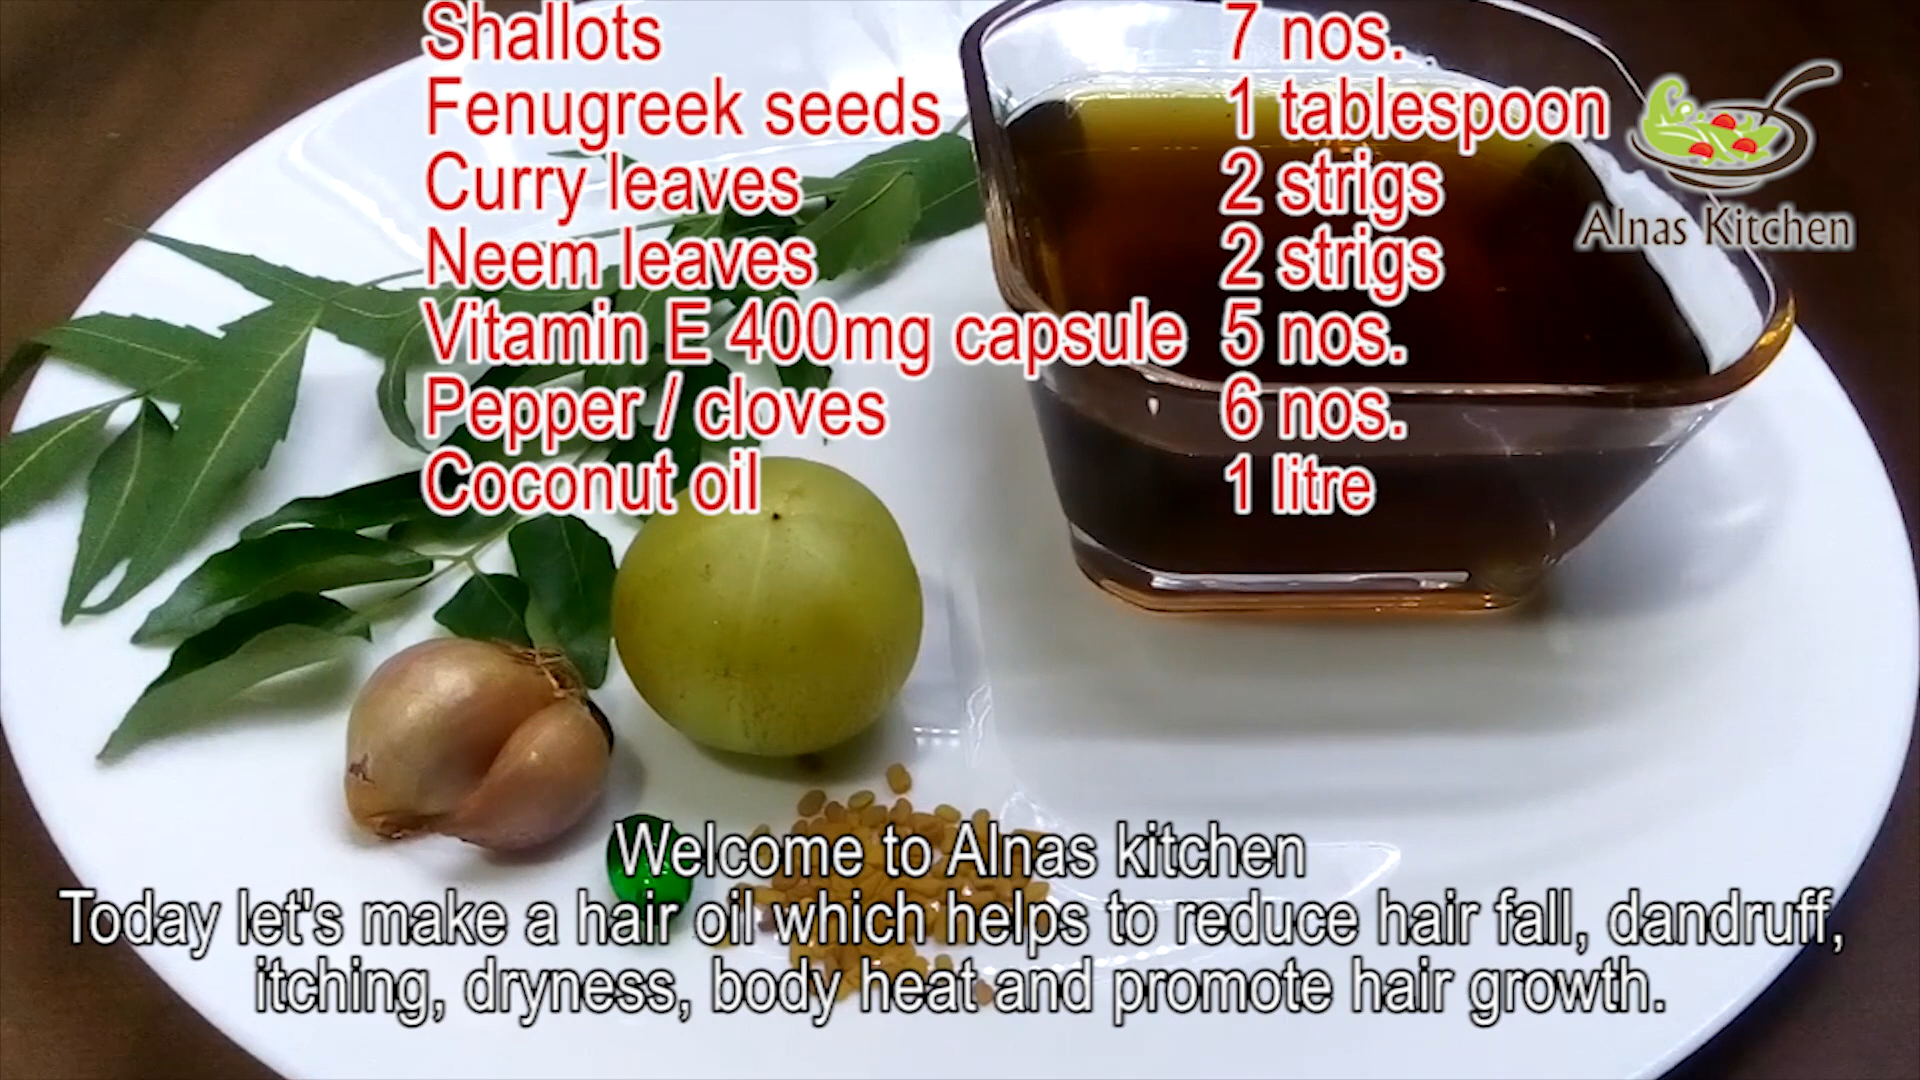 Shallots 7 nos.
Fenugreek seeds 1 tablespoon
Curry leaves 2 strigs
Neem leaves 2 strigs
Vitamin E 400mg capsule 5 nos.
Pepper / cloves 6 nos.
Coconut oil 1 litre
Alnas Kitchen
Welcome to Alnas kitchen
Today let's make a hair oil which helps to reduce hair fall, dandruff,
itching, dryness, body heat and promote hair growth.